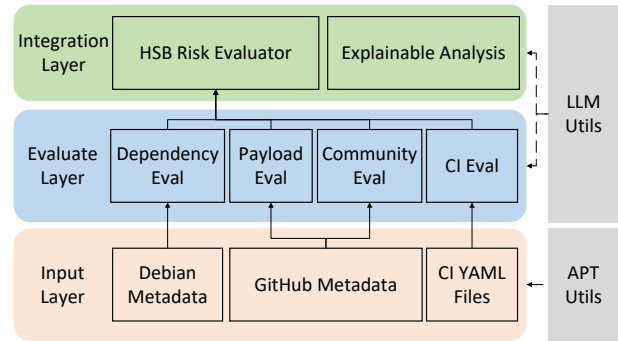 Integration
Layer
HSB Risk Evaluator
Explainable Analysis
LLM
Utils
Evaluate
Layer
Dependency
Eval
Payload
Eval
Community
Eval
CI Eval
Input
Layer
Debian
Metadata
GitHub Metadata
CI YAML
Files
APT
Utils